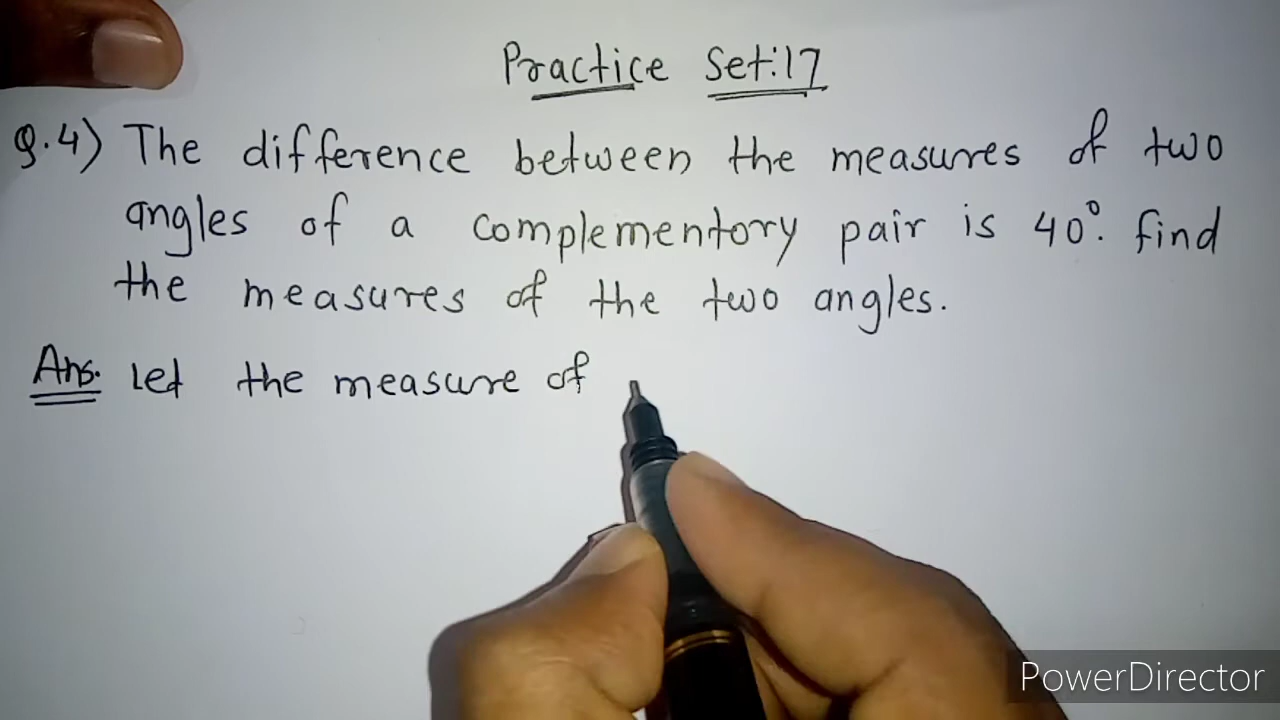 Practice Set:17
Q.4) The difference between the measures of two
angles of a complementory pair is 40°. find
the measures of the two angles.
Ans. Let the measure of
PowerDirector